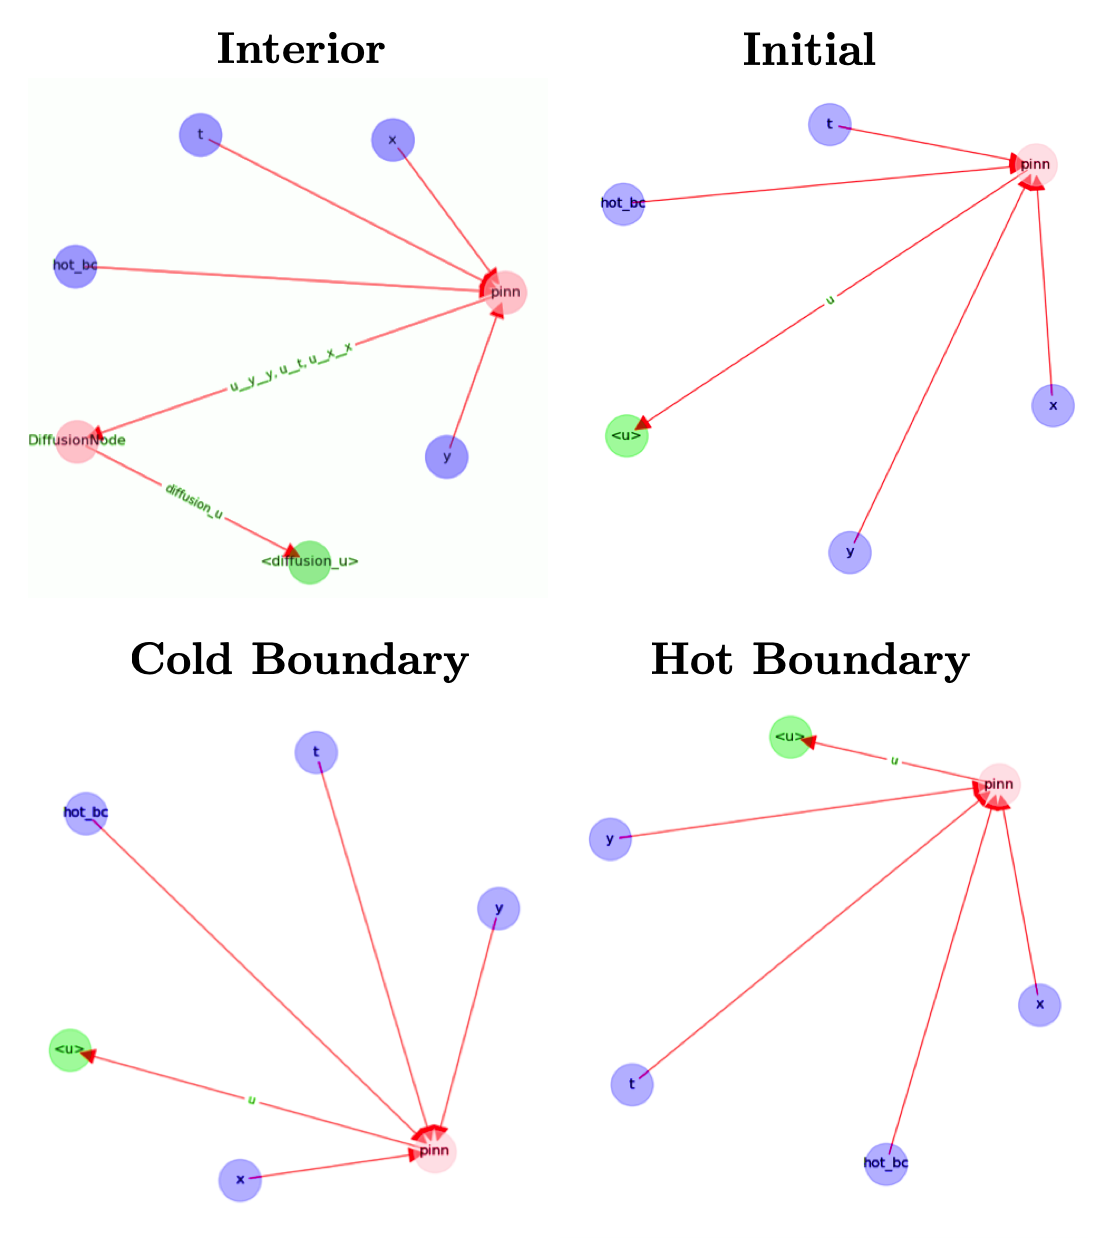 Interior
t
x
hot_bc
pinn
u__y__y, u__t, u__x__x
DiffusionNode
y
diffusion_u
<diffusion_u>
Initial
t
pinn
hot_bc
u
x
<u>
y
Cold Boundary
t
hot_bc
y
<u>
u
pinn
x
Hot Boundary
<u>
u
pinn
y
x
t
hot_bc